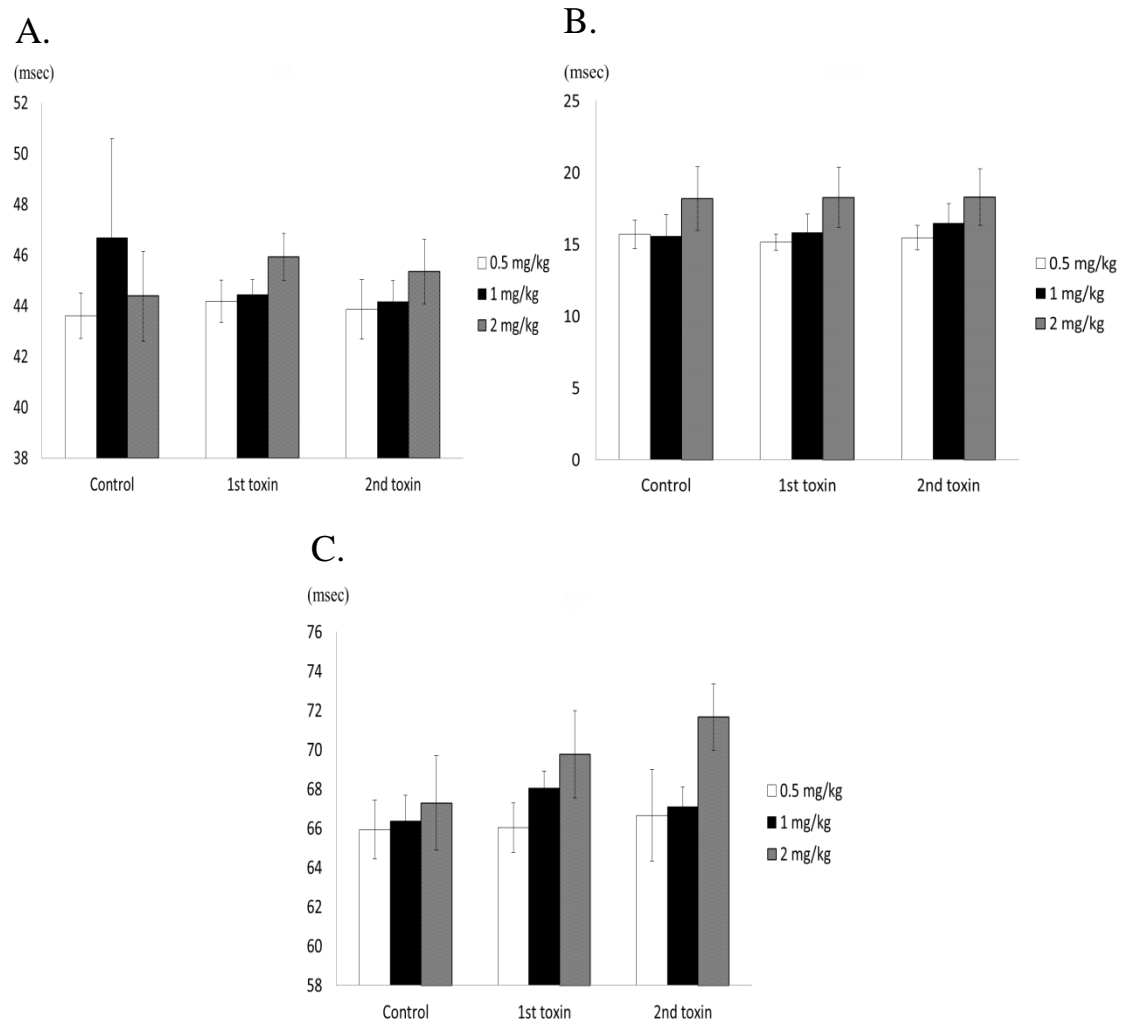 A.
(msec)
52
50
48
46
44
42
40
38
Control
1st toxin
2nd toxin
0.5 mg/kg
1 mg/kg
2 mg/kg
B.
(msec)
25
20
15
10
5
0
Control
1st toxin
2nd toxin
0.5 mg/kg
1 mg/kg
2 mg/kg
C.
(msec)
76
74
72
70
68
66
64
62
60
58
Control
1st toxin
2nd toxin
0.5 mg/kg
1 mg/kg
2 mg/kg